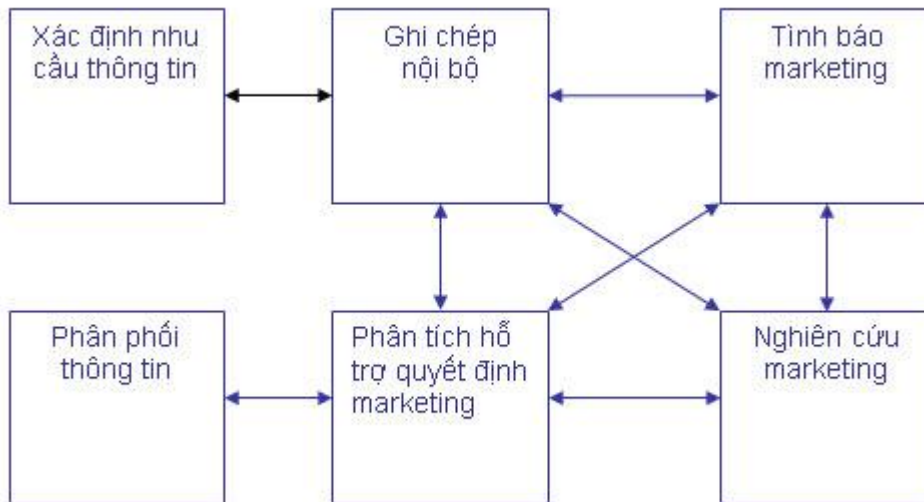 Xác định nhu
cầu thông tin
Ghi chép
nội bộ
Tình báo
marketing
Phân phối
thông tin
Phân tích hỗ
trợ quyết định
marketing
Nghiên cứu
marketing